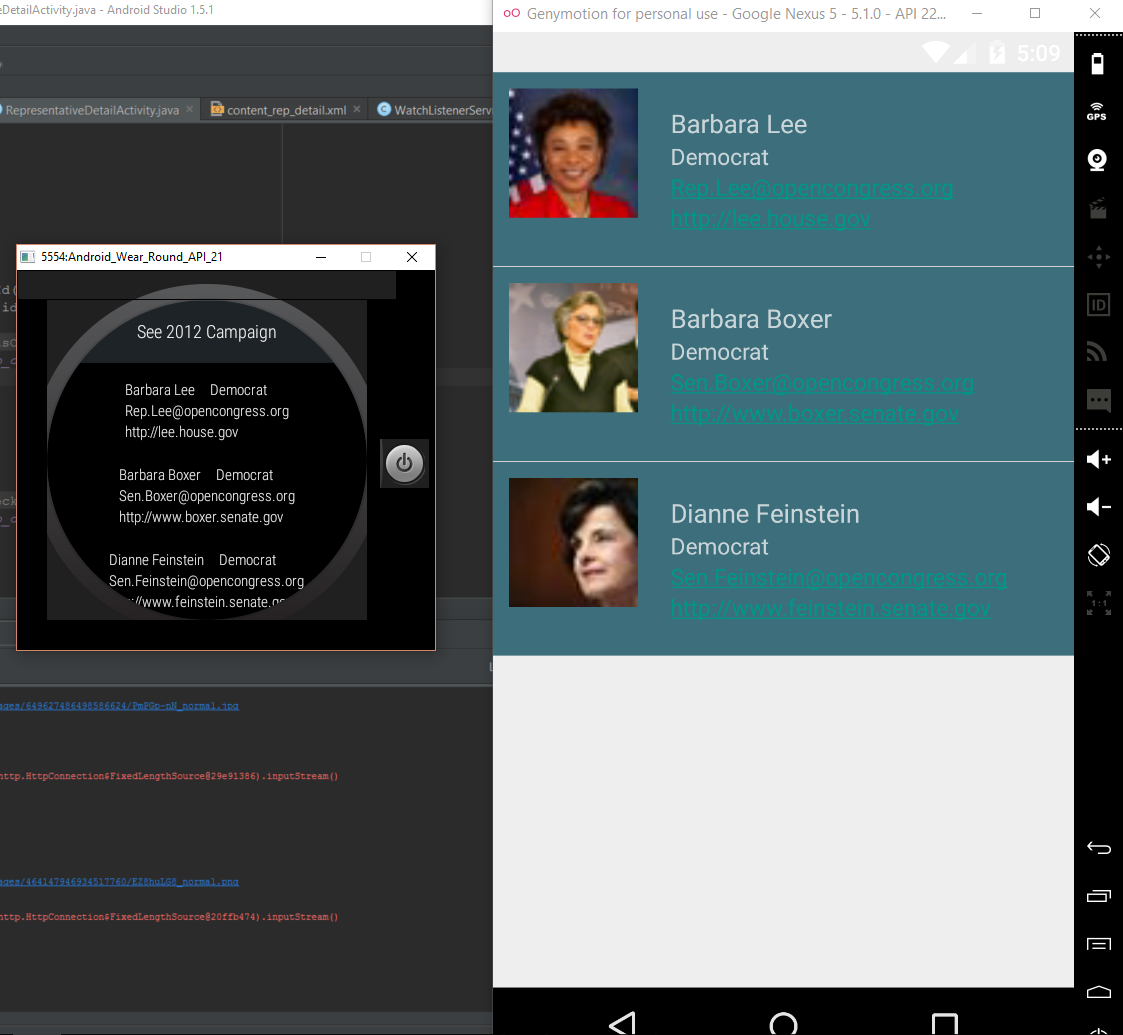 eDetailActivity.java - Android Studio 1.5.1
RepresentativeDetailActivity.java
content_rep_detail.xml
WatchListenerServ
5554:Android_Wear_Round_API_21
See 2012 Campaign
Barbara Lee Democrat
Rep.Lee@opencongress.org
http://lee.house.gov
Barbara Boxer Democrat
Sen.Boxer@opencongress.org
http://www.boxer.senate.gov
Dianne Feinstein Democrat
Sen.Feinstein@opencongress.org
//www.feinstein.senate.
ages/649627486498586624/PmPGp-nN_normal.jpg
http.HttpConnection$FixedLengthSource@29e91386).inputStream()
ages/464147946934517760/EZ8huLG8_normal.png
http.HttpConnection$FixedLengthSource@20ffb474).inputStream()
Genymotion for personal use - Google Nexus 5 - 5.1.0 - API 22...
5:09
Barbara Lee
Democrat
Rep.Lee@opencongress.org
http://lee.house.gov
Barbara Boxer
Democrat
Sen.Boxer@opencongress.org
http://www.boxer.senate.gov
Dianne Feinstein
Democrat
Sen.Feinstein@opencongress.org
http://www.feinstein.senate.gov
GPS
ID
1:1